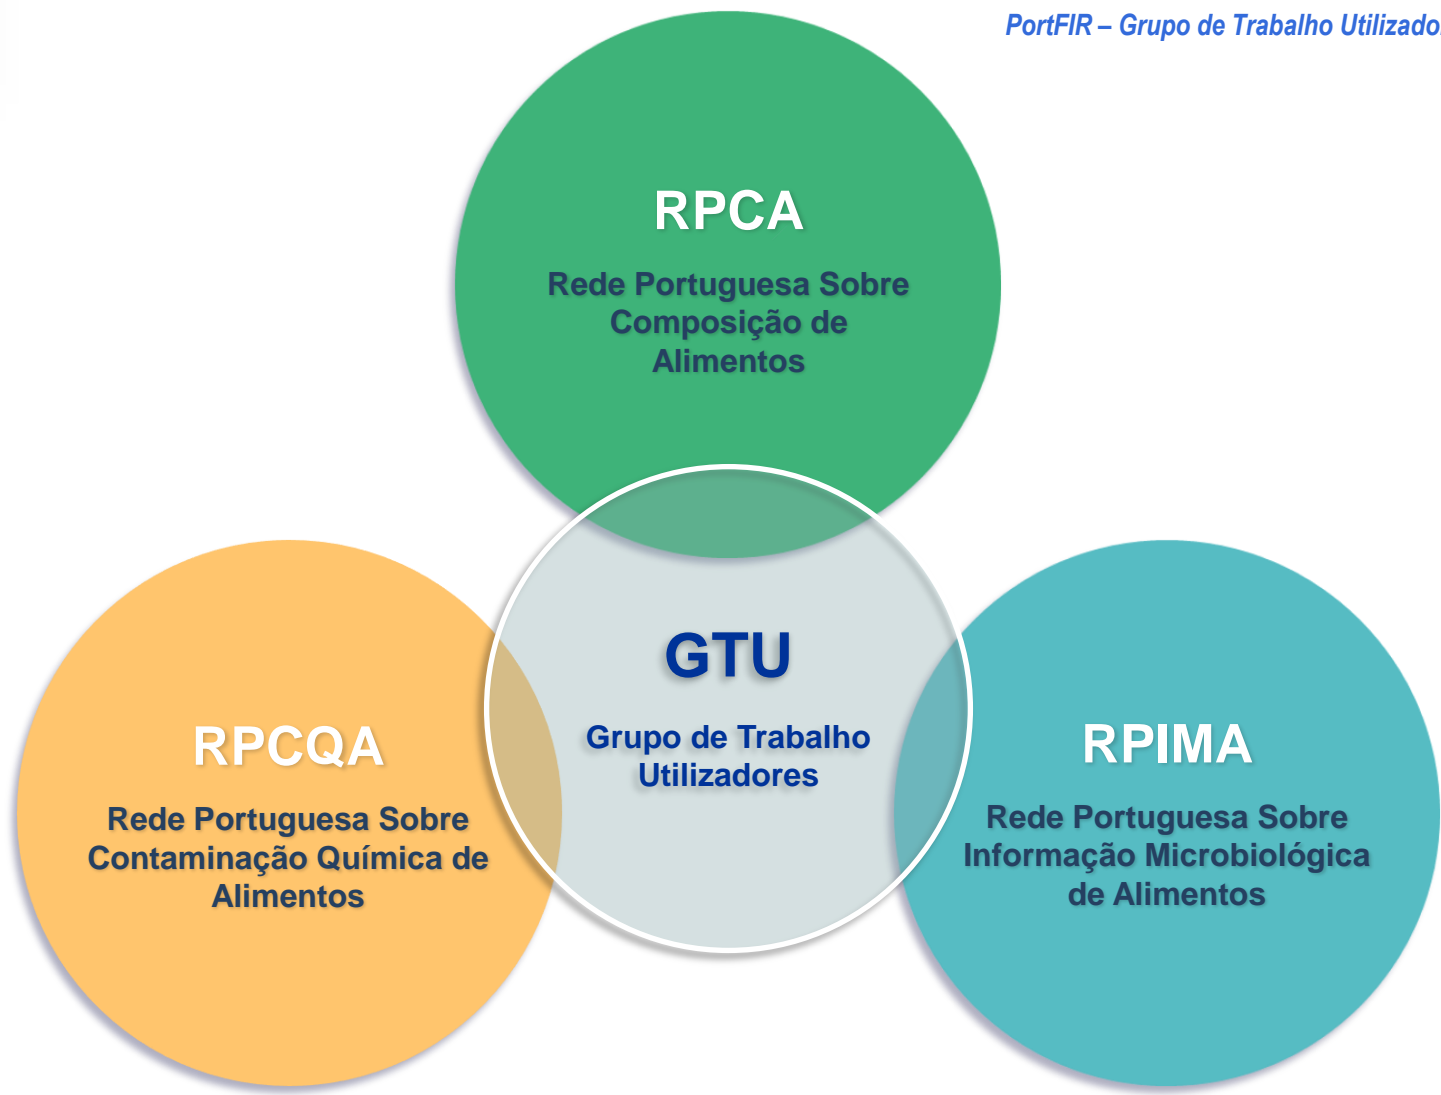 PortFIR – Grupo de Trabalho
RPCA
Rede Portuguesa Sobre
Composição de
Alimentos
GTU
Grupo de Trabalho
Utilizadores
RPCQA
Rede Portuguesa Sobre
Contaminação Química de
Alimentos
RPIMA
Rede Portuguesa Sobre
Informação Microbiológica
de Alimentos